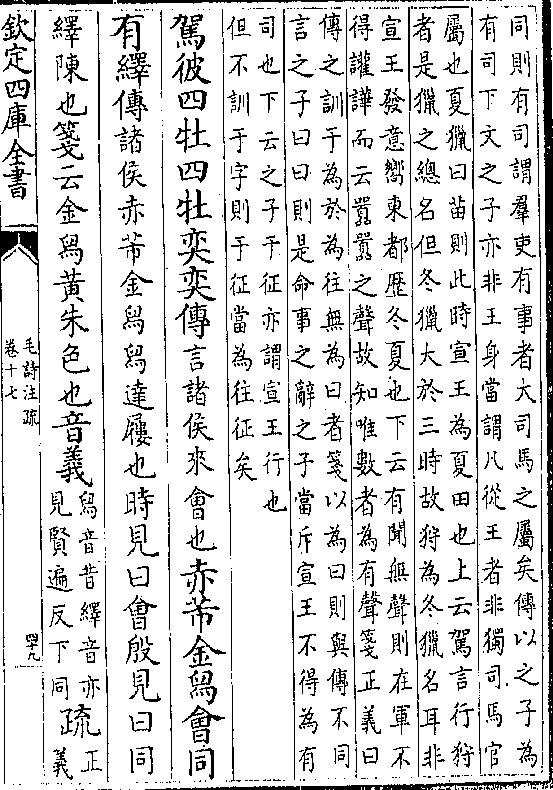 同則有司謂羣吏有事者大司馬之屬矣傳以之子為
有司下文之子亦非王身當謂凡從王者非獨司馬官
屬也夏獵曰苗則此時宣王為夏田也上云駕言行狩
者是獵之總名但冬獵大於三時故狩為冬獵名耳非
宣王發意嚮東都歴冬夏也下云有聞無聲則在軍不
得讙譁而云囂囂之聲故知唯數者為有聲箋正義曰
傳之訓于為於為往無為曰者箋以為曰則與傳不同
言之子曰曰則是命事之辭之子當斥宣王不得為有
司也下云之子于征亦謂宣王行也
但不訓于字則于征當為往征矣
駕彼四牡四牡奕奕傳言諸侯來會也赤芾金舄會同
有繹傳諸侯赤芾金舄舄達屨也時見曰會殷見曰同
繹陳也箋云金舄黃朱色也音義舄音昔繹音亦
見賢遍反下同疏正
義
欽定四庫全書
毛詩注疏
卷十七
四十九